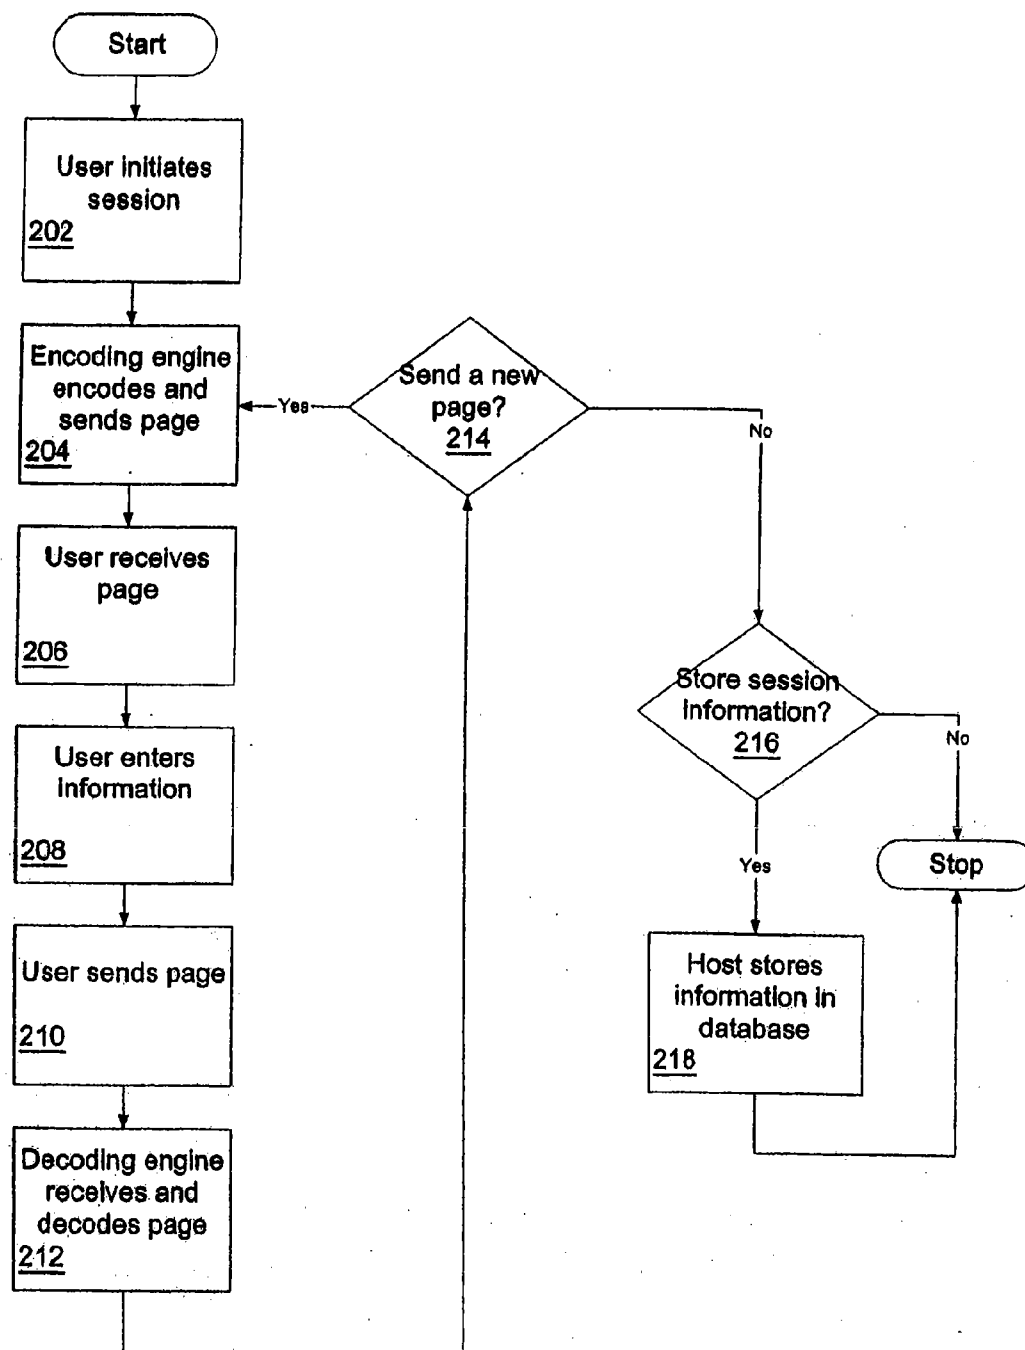 Start
User initiates
session
202
Encoding engine
encodes and
sends page
204
User receives
page
206
User enters
information
208
User sends page
210
Decoding engine
receives and
decodes page
212
Send a new
page?
214
Yes
No
Store session
information?
216
No
Yes
Stop
Host stores
information in
database
218